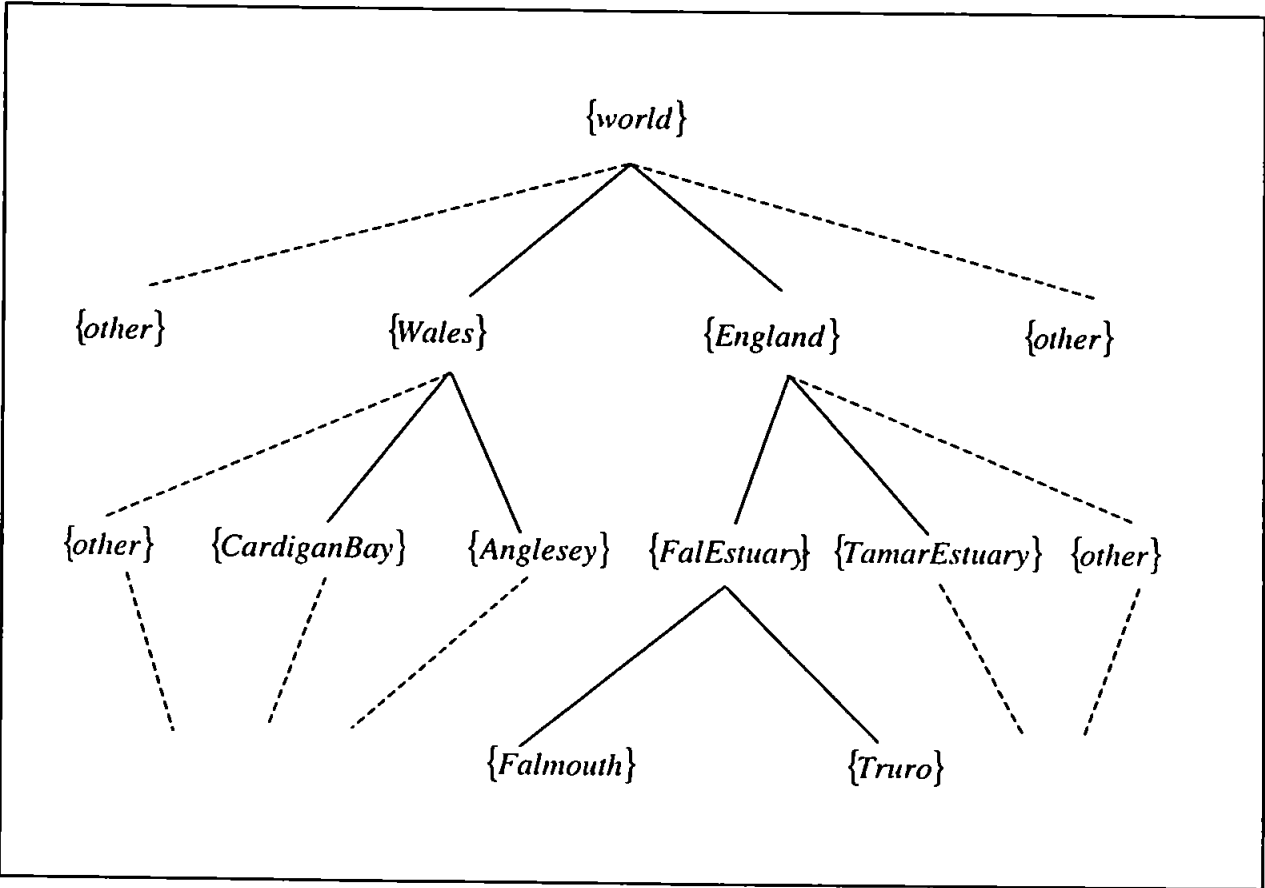 {world}
{other} {Wales} {England} {other}
{other} {CardiganBay} {Anglesey} {FalEstuary} {TamarEstuary} {other}
{Falmouth} {Truro}